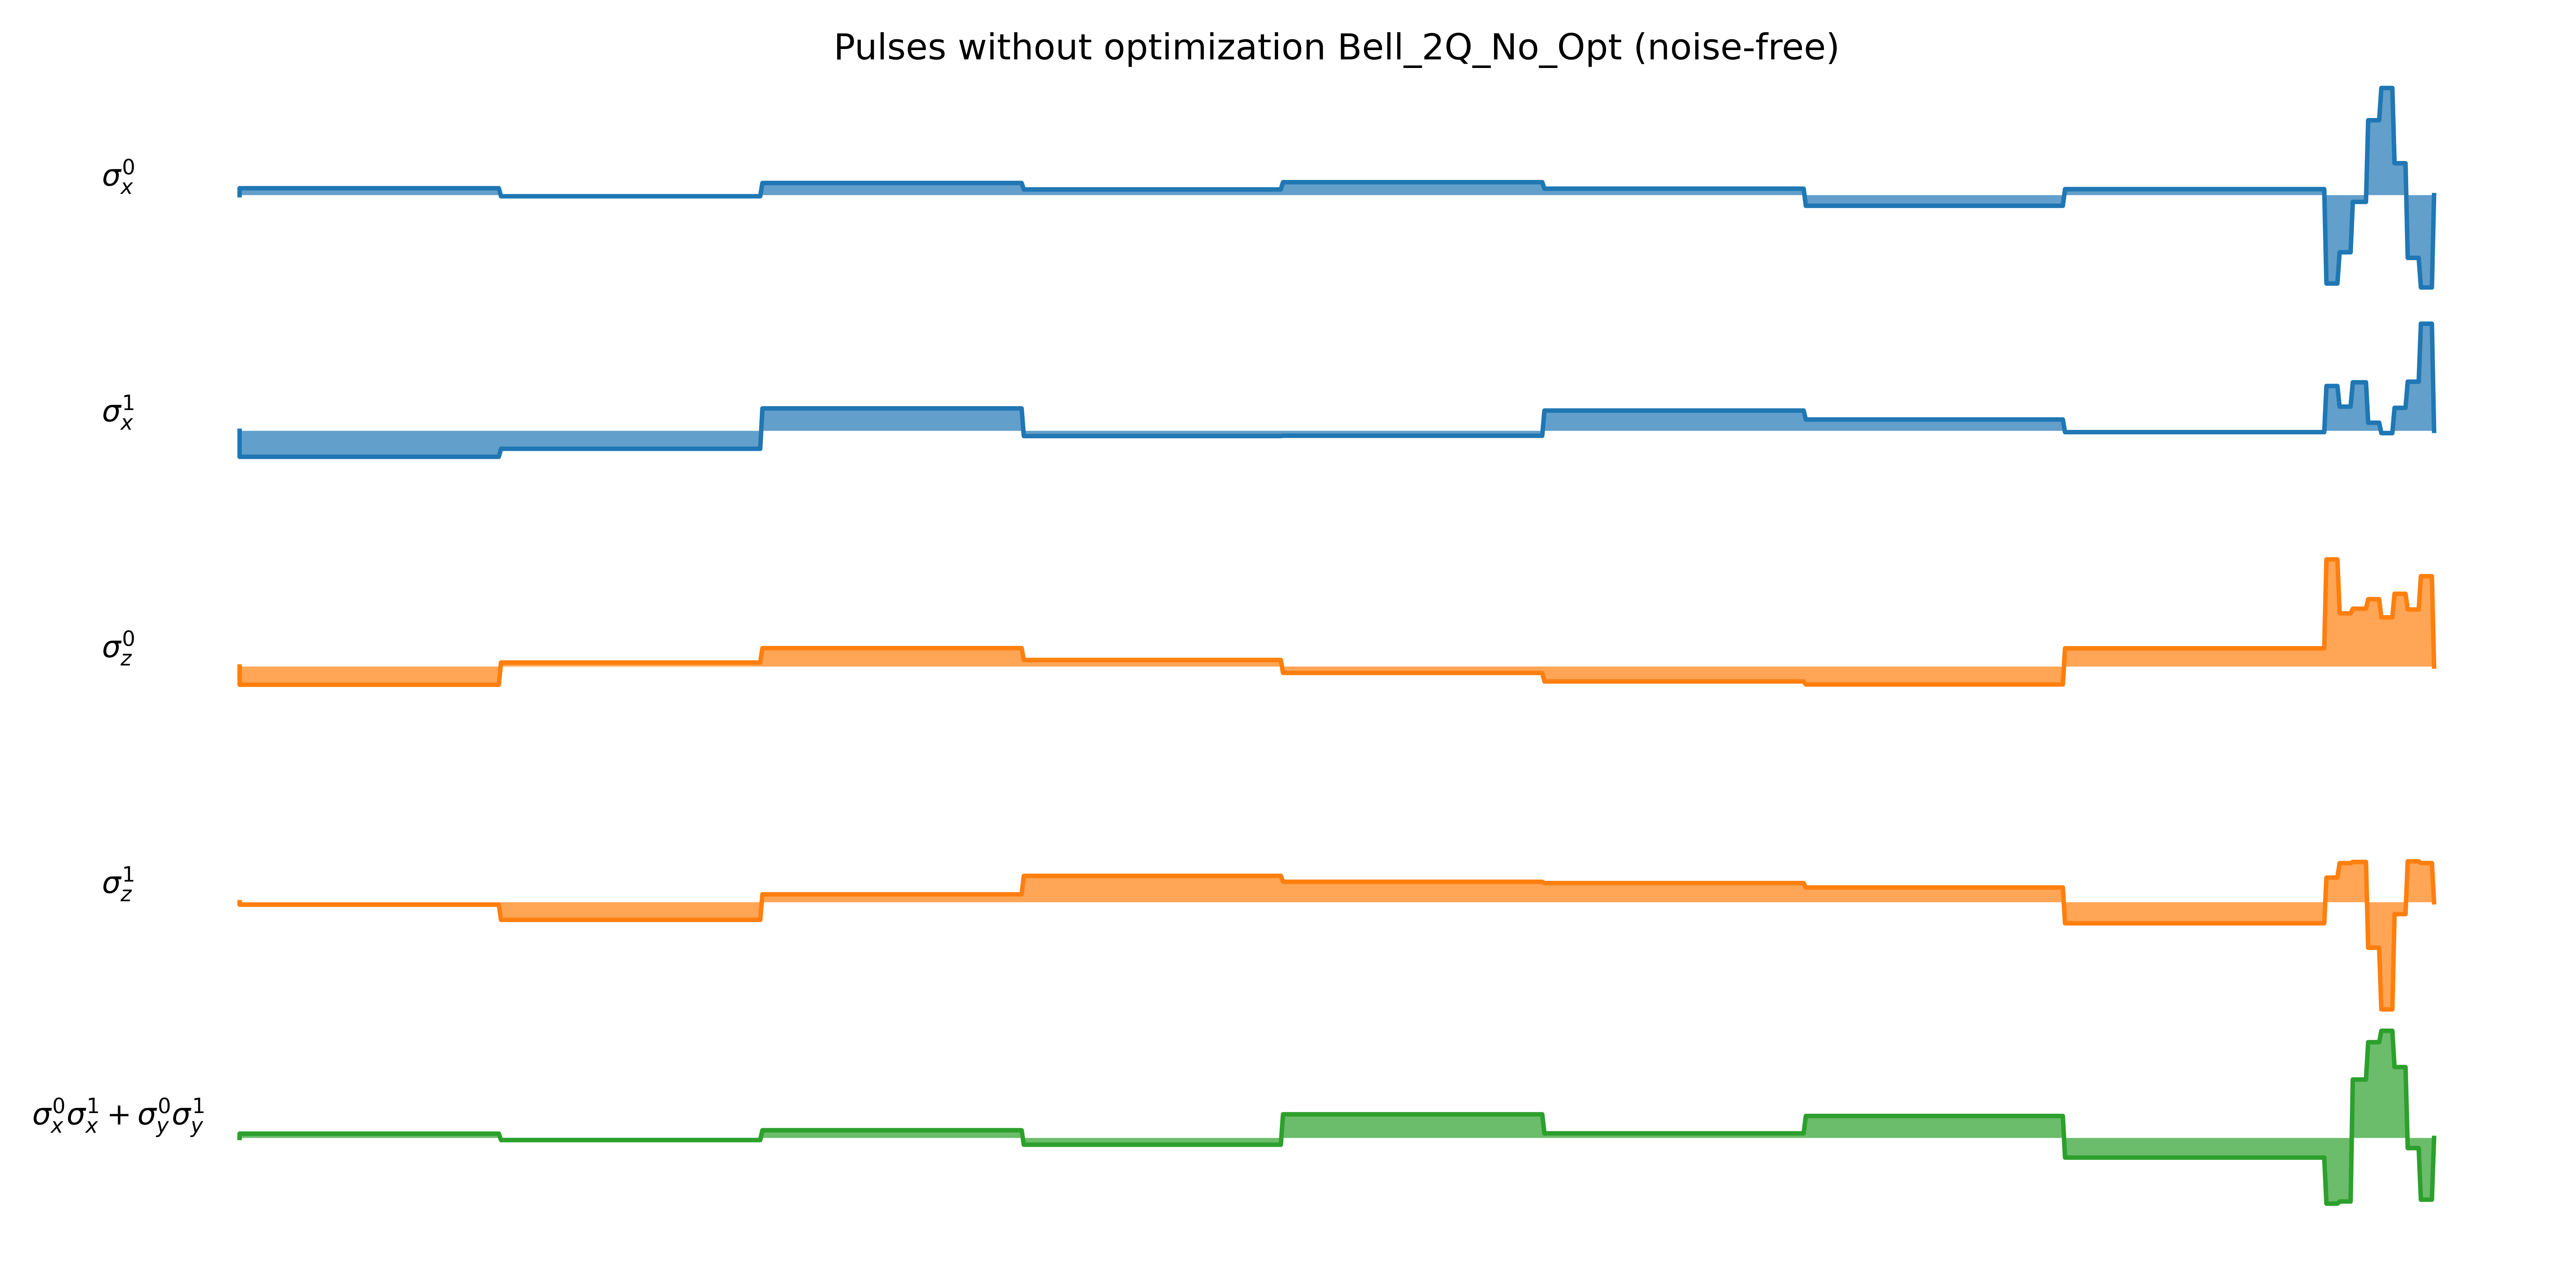 Pulses without optimization Bell_2Q_No_Opt (noise-free)
σ_x^0
σ_x^1
σ_z^0
σ_z^1
σ_x^0σ_x^1 + σ_y^0σ_y^1